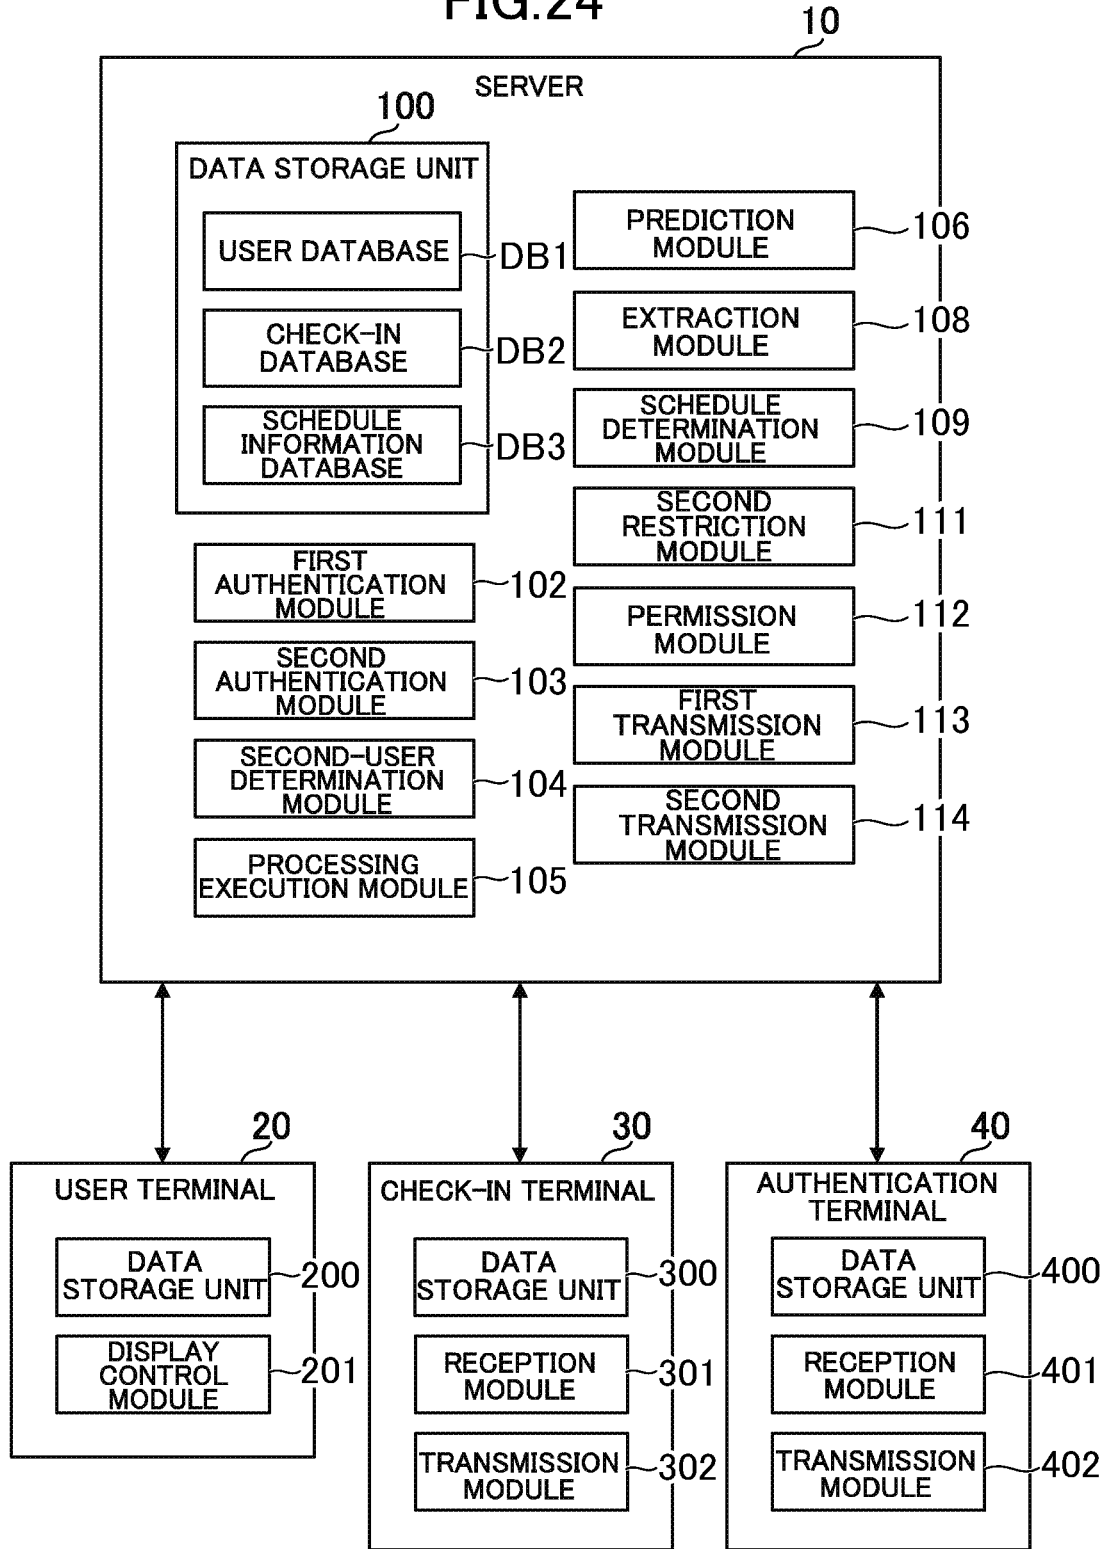 FIG.24
10
SERVER
100
DATA STORAGE UNIT
USER DATABASE
DB1
CHECK-IN
DATABASE
DB2
SCHEDULE
INFORMATION
DATABASE
DB3
FIRST
AUTHENTICATION
MODULE
102
SECOND
AUTHENTICATION
MODULE
103
SECOND-USER
DETERMINATION
MODULE
104
PROCESSING
EXECUTION MODULE
105
PREDICTION
MODULE
106
EXTRACTION
MODULE
108
SCHEDULE
DETERMINATION
MODULE
109
SECOND
RESTRICTION
MODULE
111
PERMISSION
MODULE
112
FIRST
TRANSMISSION
MODULE
113
SECOND
TRANSMISSION
MODULE
114
20
USER TERMINAL
DATA
STORAGE UNIT
200
DISPLAY
CONTROL
MODULE
201
30
CHECK-IN TERMINAL
DATA
STORAGE UNIT
300
RECEPTION
MODULE
301
TRANSMISSION
MODULE
302
40
AUTHENTICATION
TERMINAL
DATA
STORAGE UNIT
400
RECEPTION
MODULE
401
TRANSMISSION
MODULE
402